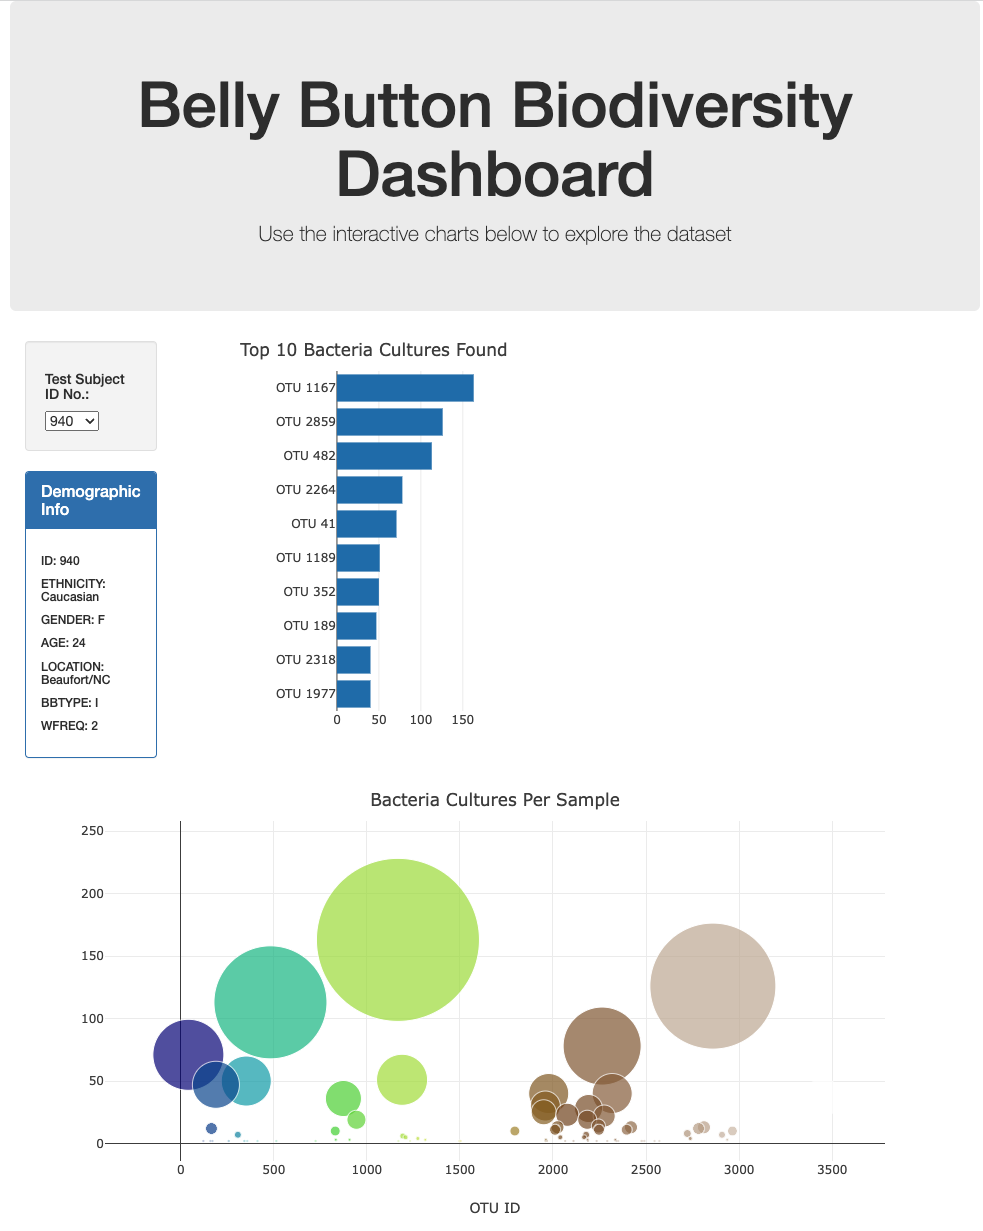 Belly Button Biodiversity
Dashboard
Use the interactive charts below to explore the dataset
Test Subject
ID No.:
940
Demographic
Info
ID: 940
ETHNICITY:
Caucasian
GENDER: F
AGE: 24
LOCATION:
Beaufort/NC
BBTYPE: I
WFREQ: 2
Top 10 Bacteria Cultures Found
OTU 1167
OTU 2859
OTU 482
OTU 2264
OTU 41
OTU 1189
OTU 352
OTU 189
OTU 2318
OTU 1977
0 50 100 150
Bacteria Cultures Per Sample
250
200
150
100
50
0
0 500 1000 1500 2000 2500 3000 3500
OTU ID